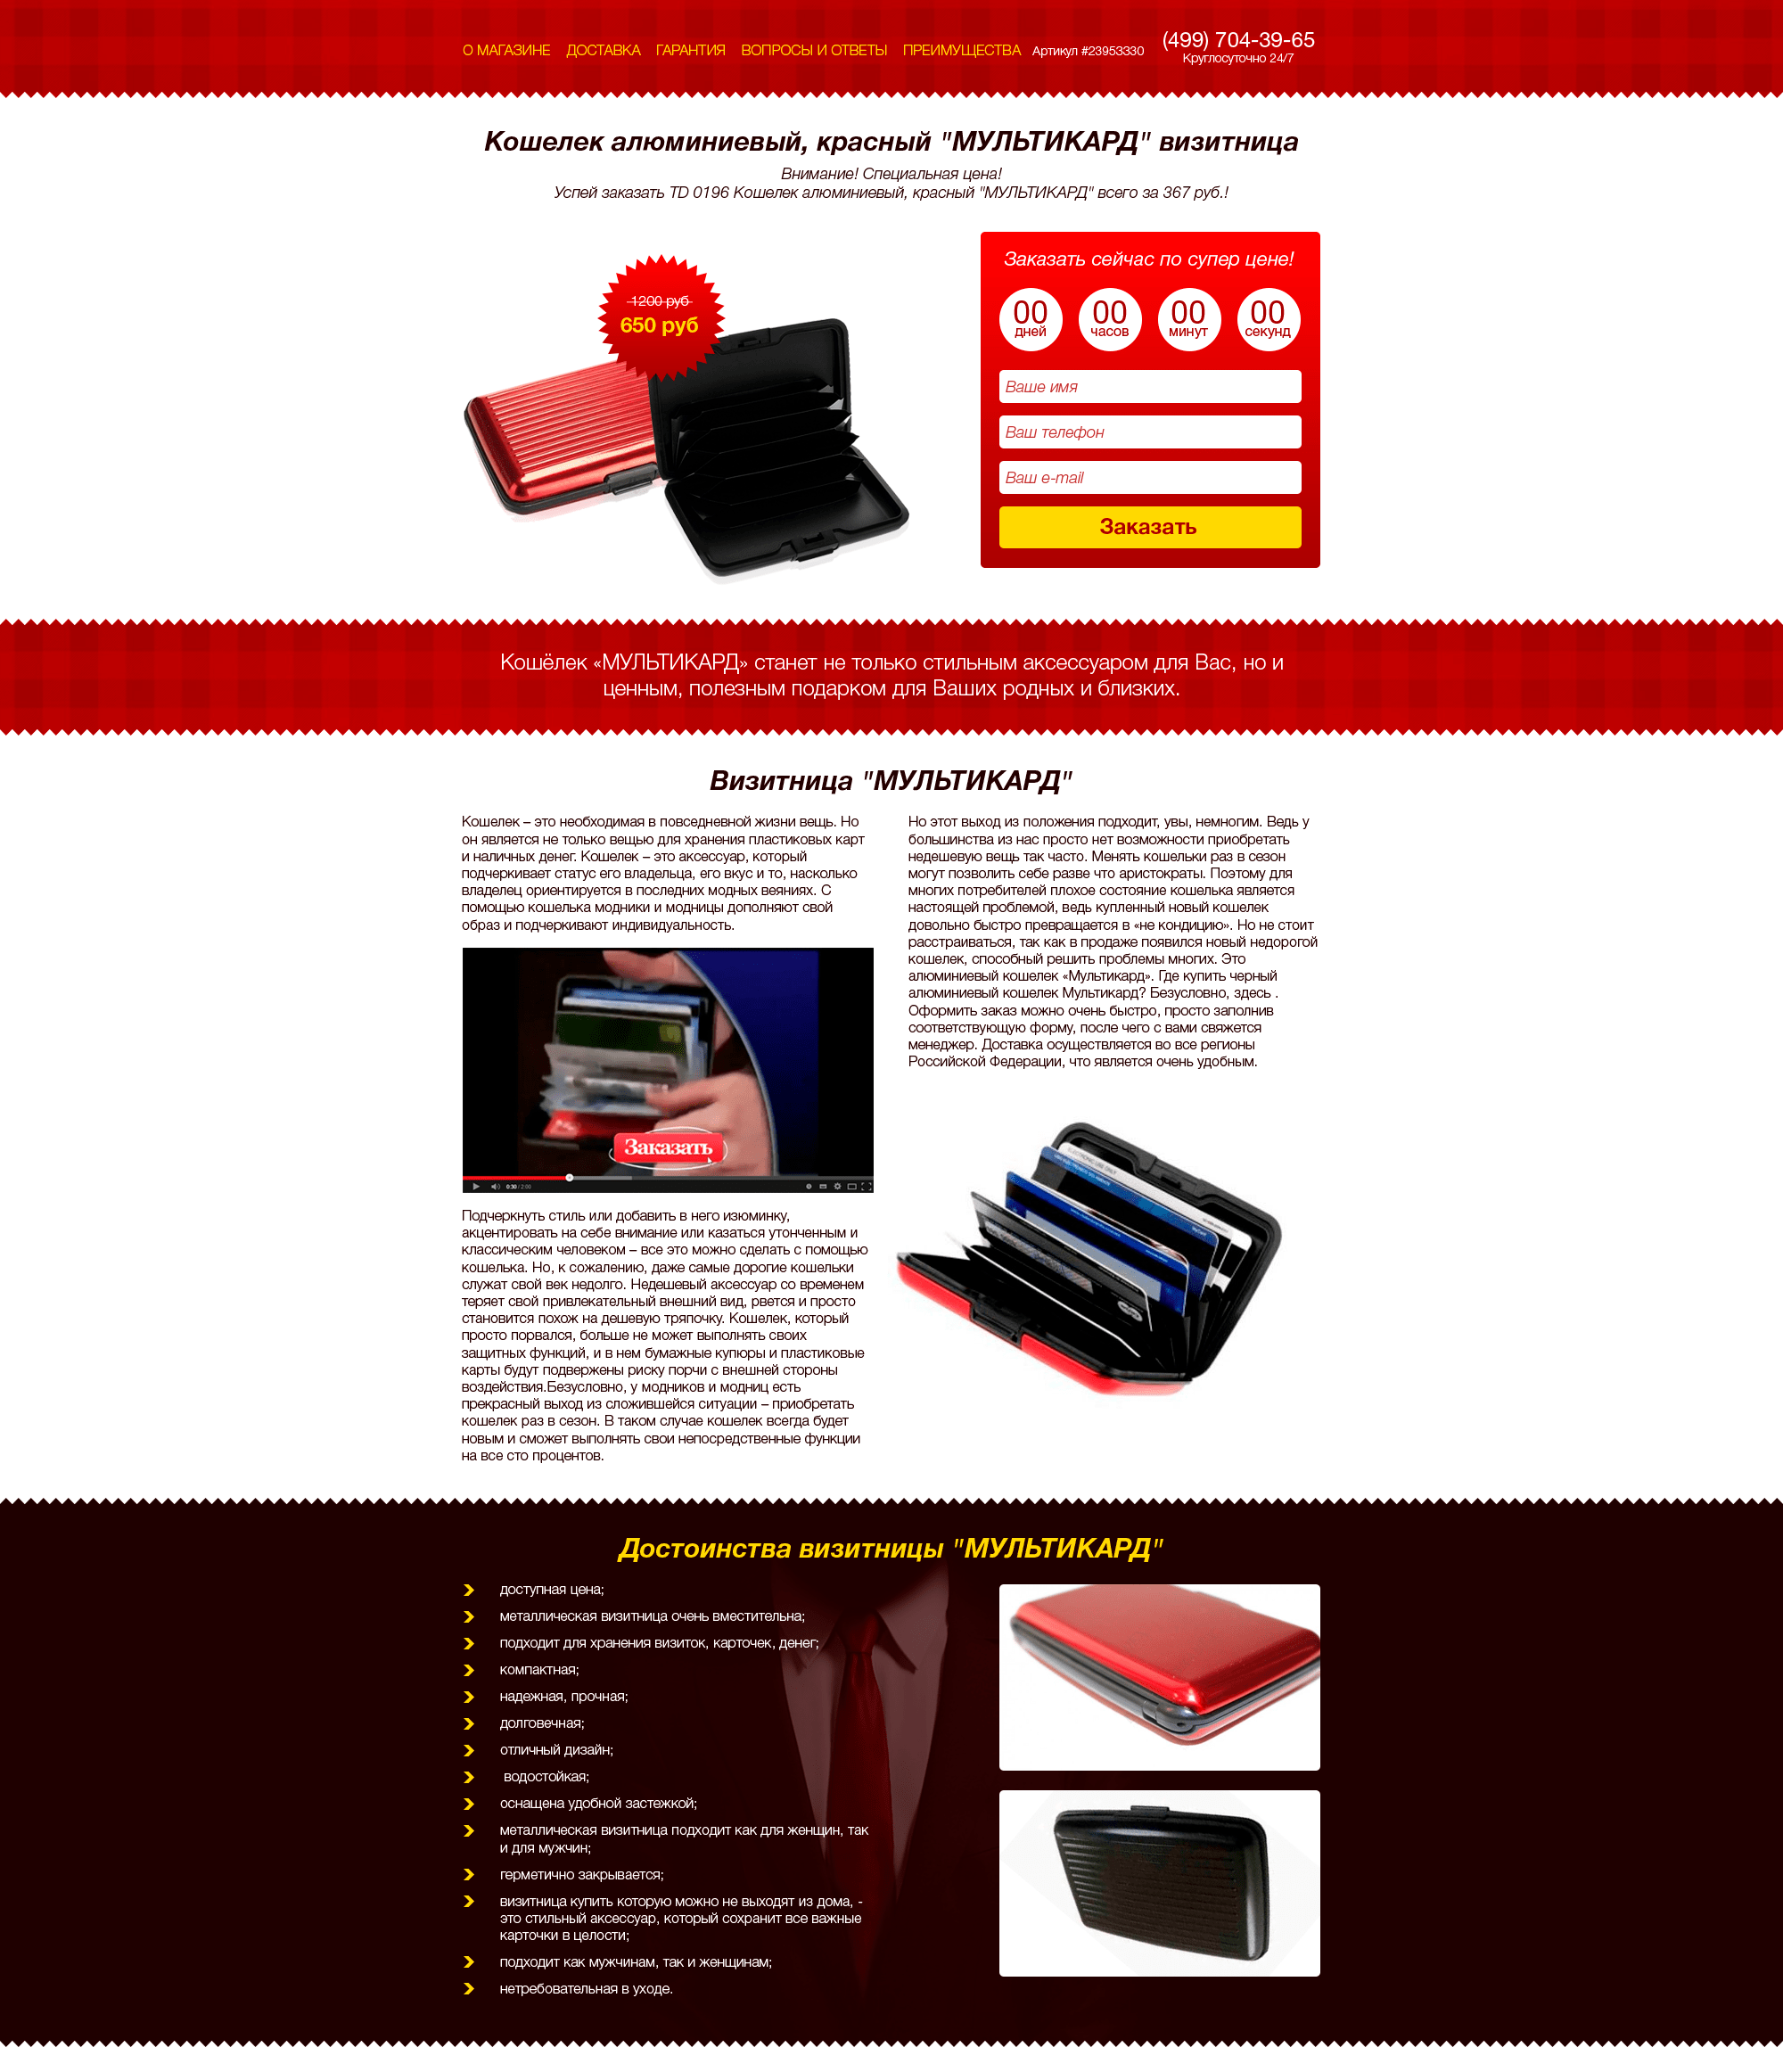 О МАГАЗИНЕ ДОСТАВКА ГАРАНТИЯ ВОПРОСЫ И ОТВЕТЫ ПРЕИМУЩЕСТВА Артикул #23953330
(499) 704-39-65
Круглосуточно 24/7
Кошелек алюминиевый, красный "МУЛЬТИКАРД" визитница
Внимание! Специальная цена!
Успей заказать TD 0196 Кошелек алюминиевый, красный "МУЛЬТИКАРД" всего за 367 руб.!
1200 руб
650 руб
Заказать сейчас по супер цене!
00 00 00 00
дней часов минут секунд
Ваше имя
Ваш телефон
Ваш e-mail
Заказать
Кошёлек «МУЛЬТИКАРД» станет не только стильным аксессуаром для Вас, но и
ценным, полезным подарком для Ваших родных и близких.
Визитница "МУЛЬТИКАРД"
Кошелек – это необходимая в повседневной жизни вещь. Но
он является не только вещью для хранения пластиковых карт
и наличных денег. Кошелек – это аксессуар, который
подчеркивает статус его владельца, его вкус и то, насколько
владелец ориентируется в последних модных веяниях. С
помощью кошелька модники и модницы дополняют свой
образ и подчеркивают индивидуальность.
Заказать
0:30 / 2:00
Подчеркнуть стиль или добавить в него изюминку,
акцентировать на себе внимание или казаться утонченным и
классическим человеком – все это можно сделать с помощью
кошелька. Но, к сожалению, даже самые дорогие кошельки
служат свой век недолго. Недешевый аксессуар со временем
теряет свой привлекательный внешний вид, рвется и просто
становится похож на дешевую тряпочку. Кошелек, который
просто порвался, больше не может выполнять своих
защитных функций, и в нем бумажные купюры и пластиковые
карты будут подвержены риску порчи с внешней стороны
воздействия.Безусловно, у модников и модниц есть
прекрасный выход из сложившейся ситуации – приобретать
кошелек раз в сезон. В таком случае кошелек всегда будет
новым и сможет выполнять свои непосредственные функции
на все сто процентов.
Но этот выход из положения подходит, увы, немногим. Ведь у
большинства из нас просто нет возможности приобретать
недешевую вещь так часто. Менять кошельки раз в сезон
могут позволить себе разве что аристократы. Поэтому для
многих потребителей плохое состояние кошелька является
настоящей проблемой, ведь купленный новый кошелек
довольно быстро превращается в «не кондицию». Но не стоит
расстраиваться, так как в продаже появился новый недорогой
кошелек, способный решить проблемы многих. Это
алюминиевый кошелек «Мультикард». Где купить черный
алюминиевый кошелек Мультикард? Безусловно, здесь .
Оформить заказ можно очень быстро, просто заполнив
соответствующую форму, после чего с вами свяжется
менеджер. Доставка осуществляется во все регионы
Российской Федерации, что является очень удобным.
Достоинства визитницы "МУЛЬТИКАРД"
доступная цена;
металлическая визитница очень вместительна;
подходит для хранения визиток, карточек, денег;
компактная;
надежная, прочная;
долговечная;
отличный дизайн;
водостойкая;
оснащена удобной застежкой;
металлическая визитница подходит как для женщин, так
и для мужчин;
герметично закрывается;
визитница купить которую можно не выходят из дома, -
это стильный аксессуар, который сохранит все важные
карточки в целости;
подходит как мужчинам, так и женщинам;
нетребовательная в уходе.